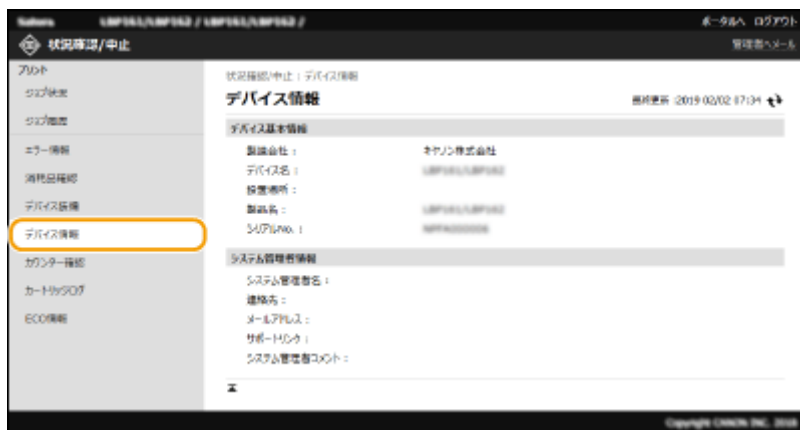 ポータルへ ログアウト
状況確認/中止
管理者へメール
プリント
ジョブ状況
ジョブ履歴
エラー情報
消耗品確認
デバイス装備
デバイス情報
カウンター確認
カートリッジログ
ECO情報
状況確認/中止 : デバイス情報
デバイス情報
最終更新 :2019 02/02 17:34
デバイス基本情報
製造会社 : キヤノン株式会社
デバイス名 :
設置場所 :
製品名 :
シリアルNo. :
システム管理者情報
システム管理者名 :
連絡先 :
メールアドレス :
サポートリンク :
システム管理者コメント :
Copyright CANON INC. 2018